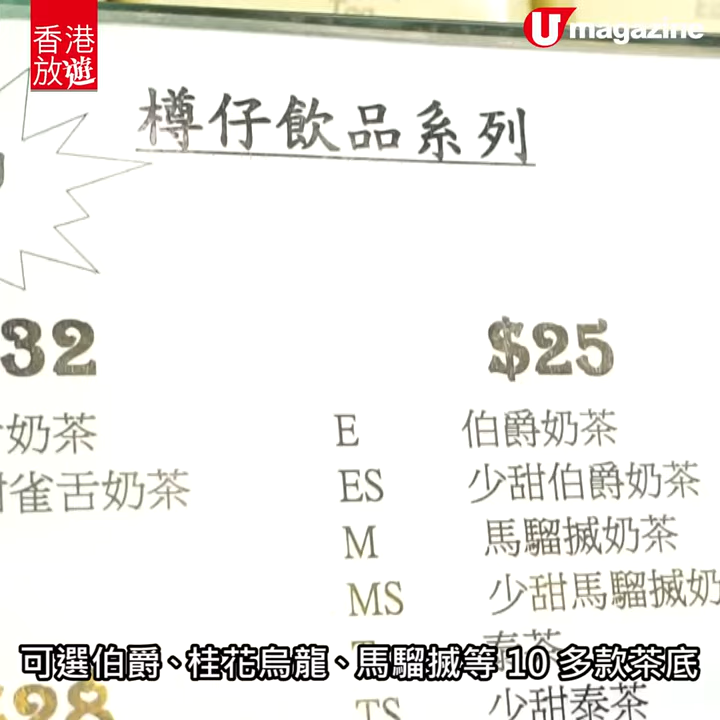 香港
放遊
U magazine
樽仔飲品系列
32
$25
奶茶
E 伯爵奶茶
雀舌奶茶
ES 少甜伯爵奶茶
M 馬騮搣奶茶
MS 少甜馬騮搣奶
泰茶
可選伯爵、桂花烏龍、馬騮搣等 10 多款茶底
28
TS 少甜泰茶